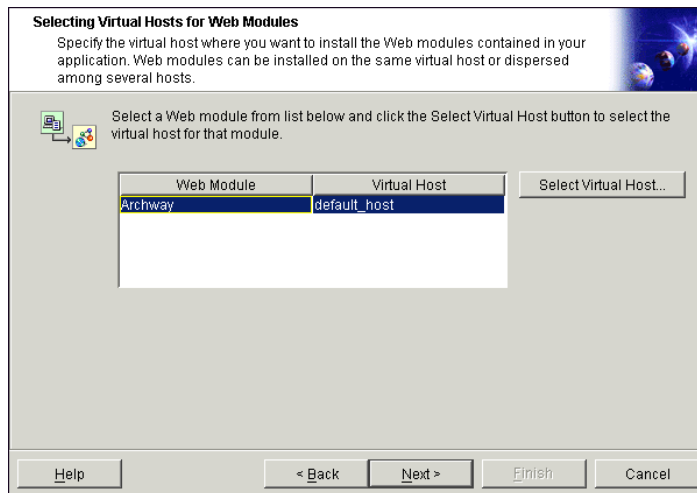 Selecting Virtual Hosts for Web Modules
Specify the virtual host where you want to install the Web modules contained in your
application. Web modules can be installed on the same virtual host or dispersed
among several hosts.
Select a Web module from list below and click the Select Virtual Host button to select the
virtual host for that module.
Web Module Virtual Host Select Virtual Host...
Archway default_host
Help < Back Next > Finish Cancel